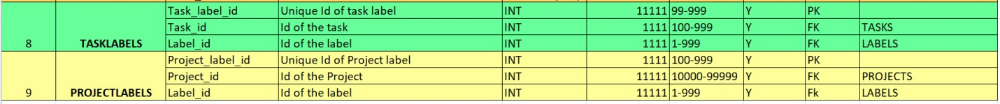 Task_label_id Unique Id of task label INT 11111 99-999 Y PK
Task_id Id of the task INT 1111 100-999 Y FK TASKS
8 TASKLABELS Label_id Id of the label INT 1111 1-999 Y FK LABELS
Project_label_id Unique Id of Project label INT 1111 100-999 Y PK
Project_id Id of the Project INT 11111 10000-99999 Y FK PROJECTS
9 PROJECTLABELS Label_id Id of the label INT 11111 1-999 Y Fk LABELS